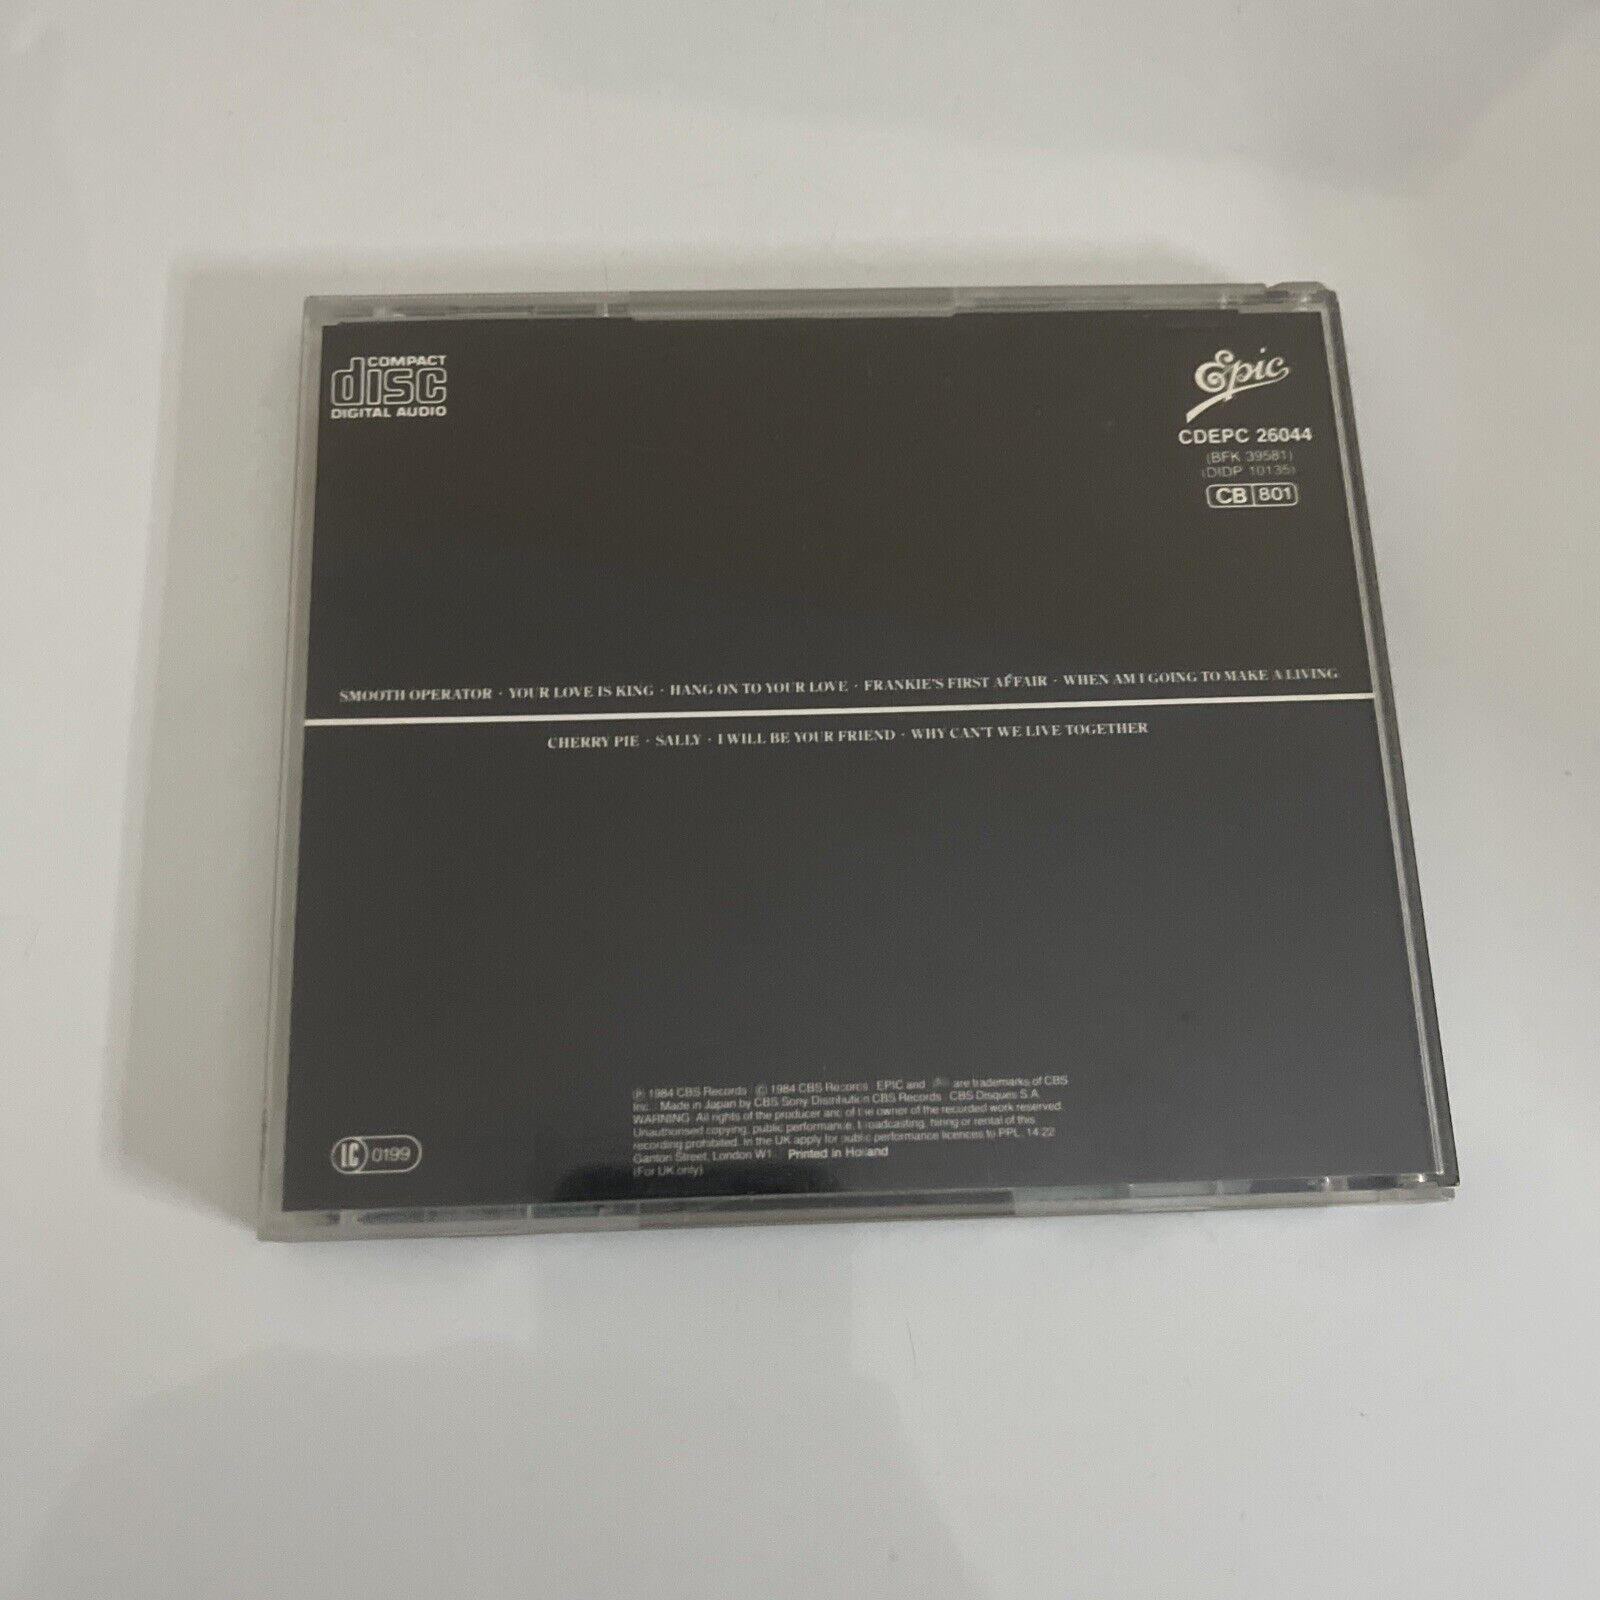 COMPACT
disc
DIGITAL AUDIO
Epic
CDEPC 26044
(BFK 39581)
(DIDP 10135)
CB 801
SMOOTH OPERATOR · YOUR LOVE IS KING · HANG ON TO YOUR LOVE · FRANKIE'S FIRST AFFAIR · WHEN AM I GOING TO MAKE A LIVING
CHERRY PIE · SALLY · I WILL BE YOUR FRIEND · WHY CAN'T WE LIVE TOGETHER
℗ 1984 CBS Records © 1984 CBS Records EPIC and are trademarks of CBS
Inc. Made in Japan by CBS Sony Distribution CBS Records CBS Disques S.A.
WARNING. All rights of the producer and of the owner of the recorded work reserved.
Unauthorised copying, public performance, broadcasting, hiring or rental of this
recording prohibited. In the UK apply for public performance licences to PPL, 14-22
Ganton Street, London W1. Printed in Holland
(For UK only)
LC 0199